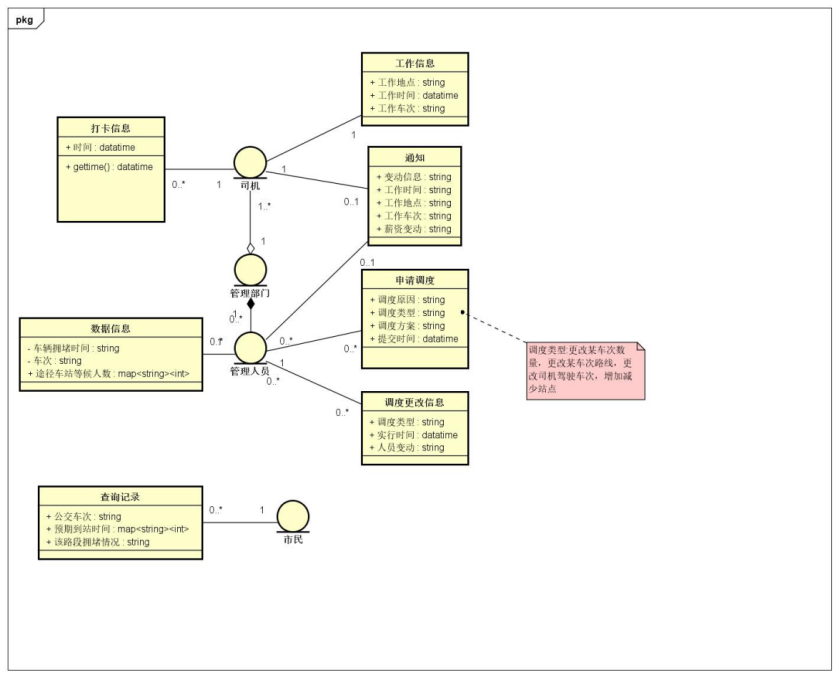 pkg
工作信息
+ 工作地点 : string
+ 工作时间 : datatime
+ 工作车次 : string
打卡信息
+ 时间 : datatime
+ gettime() : datatime
1
0..*
1
司机
1
0..1
通知
+ 变动信息 : string
+ 工作时间 : string
+ 工作地点 : string
+ 工作车次 : string
+ 薪资变动 : string
1..*
1
管理部门
0..1
申请调度
+ 调度原因 : string
+ 调度类型 : string
+ 调度方案 : string
+ 提交时间 : datatime
1
0..*
数据信息
- 车辆拥堵时间 : string
- 车次 : string
+ 途径车站等候人数 : map<string><int>
0..*
1
0..*
0..*
管理人员
1
0..*
调度类型:更改某车次数
量，更改某车次路线，更
改司机驾驶车次，增加减
少站点
调度更改信息
+ 调度类型 : string
+ 实行时间 : datatime
+ 人员变动 : string
0..*
查询记录
+ 公交车次 : string
+ 预期到站时间 : map<string><int>
+ 该路段拥堵情况 : string
0..*
1
市民